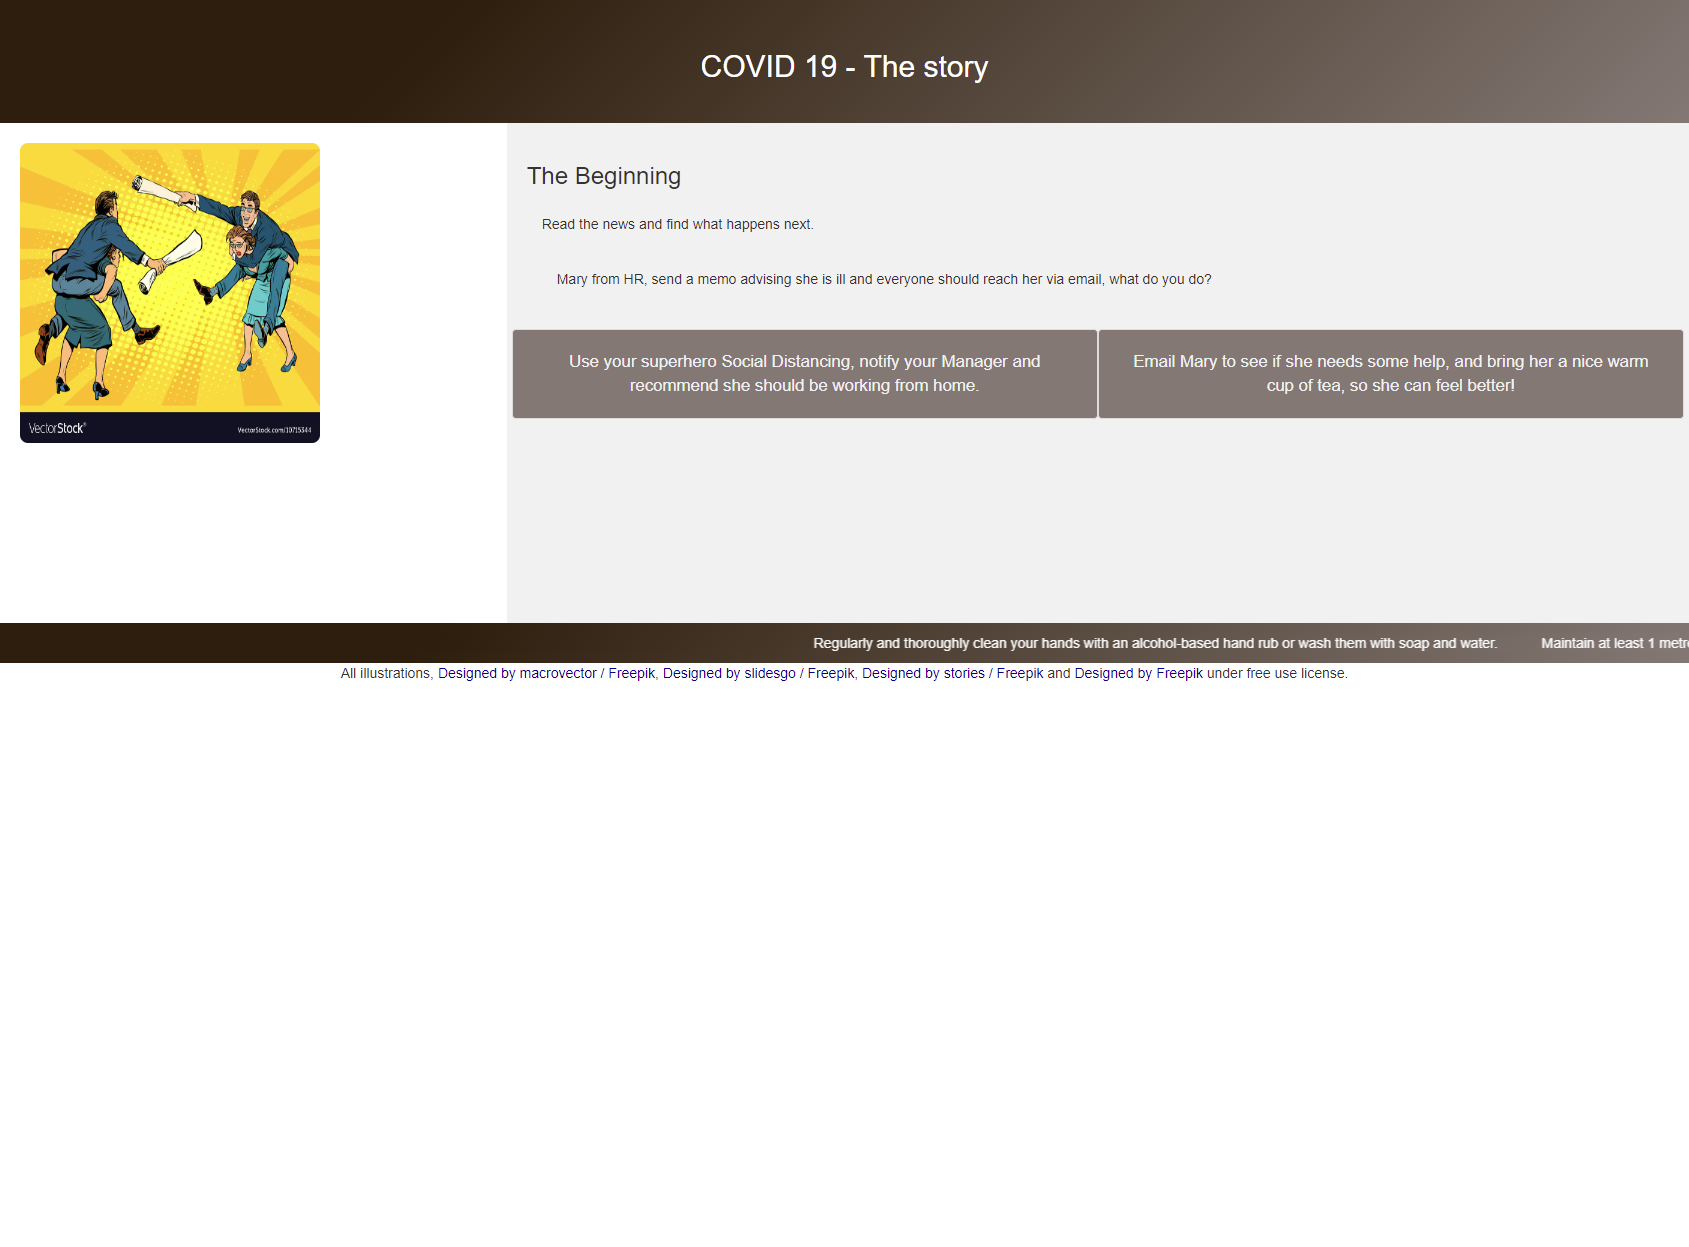 COVID 19 - The story
VectorStock®
VectorStock.com/10715344
The Beginning
Read the news and find what happens next.
Mary from HR, send a memo advising she is ill and everyone should reach her via email, what do you do?
Use your superhero Social Distancing, notify your Manager and
recommend she should be working from home.
Email Mary to see if she needs some help, and bring her a nice warm
cup of tea, so she can feel better!
Regularly and thoroughly clean your hands with an alcohol-based hand rub or wash them with soap and water. Maintain at least 1 metr
All illustrations, Designed by macrovector / Freepik, Designed by slidesgo / Freepik, Designed by stories / Freepik and Designed by Freepik under free use license.